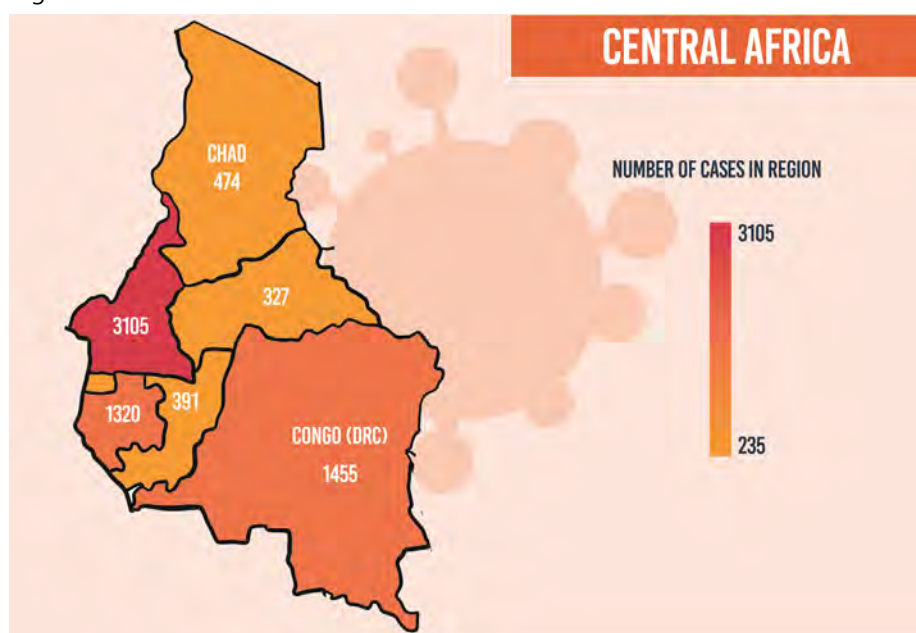 CENTRAL AFRICA
NUMBER OF CASES IN REGION
3105
235
CHAD
474
327
3105
391
1320
CONGO (DRC)
1455